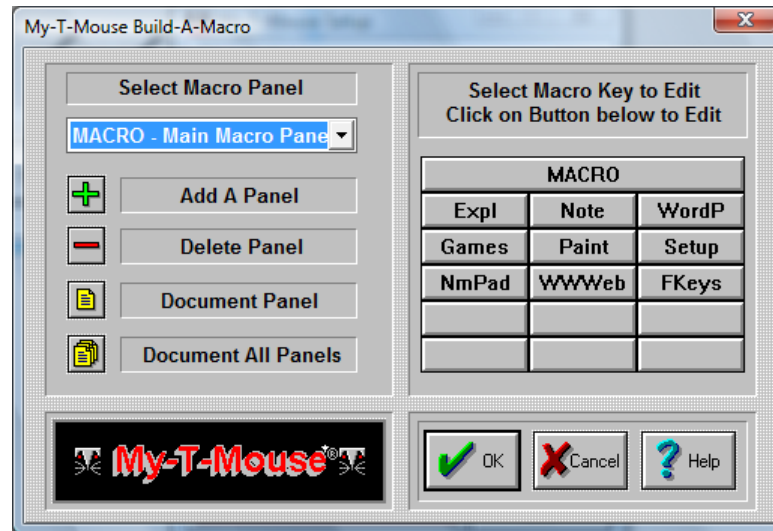 My-T-Mouse Build-A-Macro
Select Macro Panel
MACRO - Main Macro Pane
Add A Panel
Delete Panel
Document Panel
Document All Panels
Select Macro Key to Edit
Click on Button below to Edit
MACRO
Expl Note WordP
Games Paint Setup
NmPad WWWeb FKeys
My-T-Mouse®
OK Cancel Help